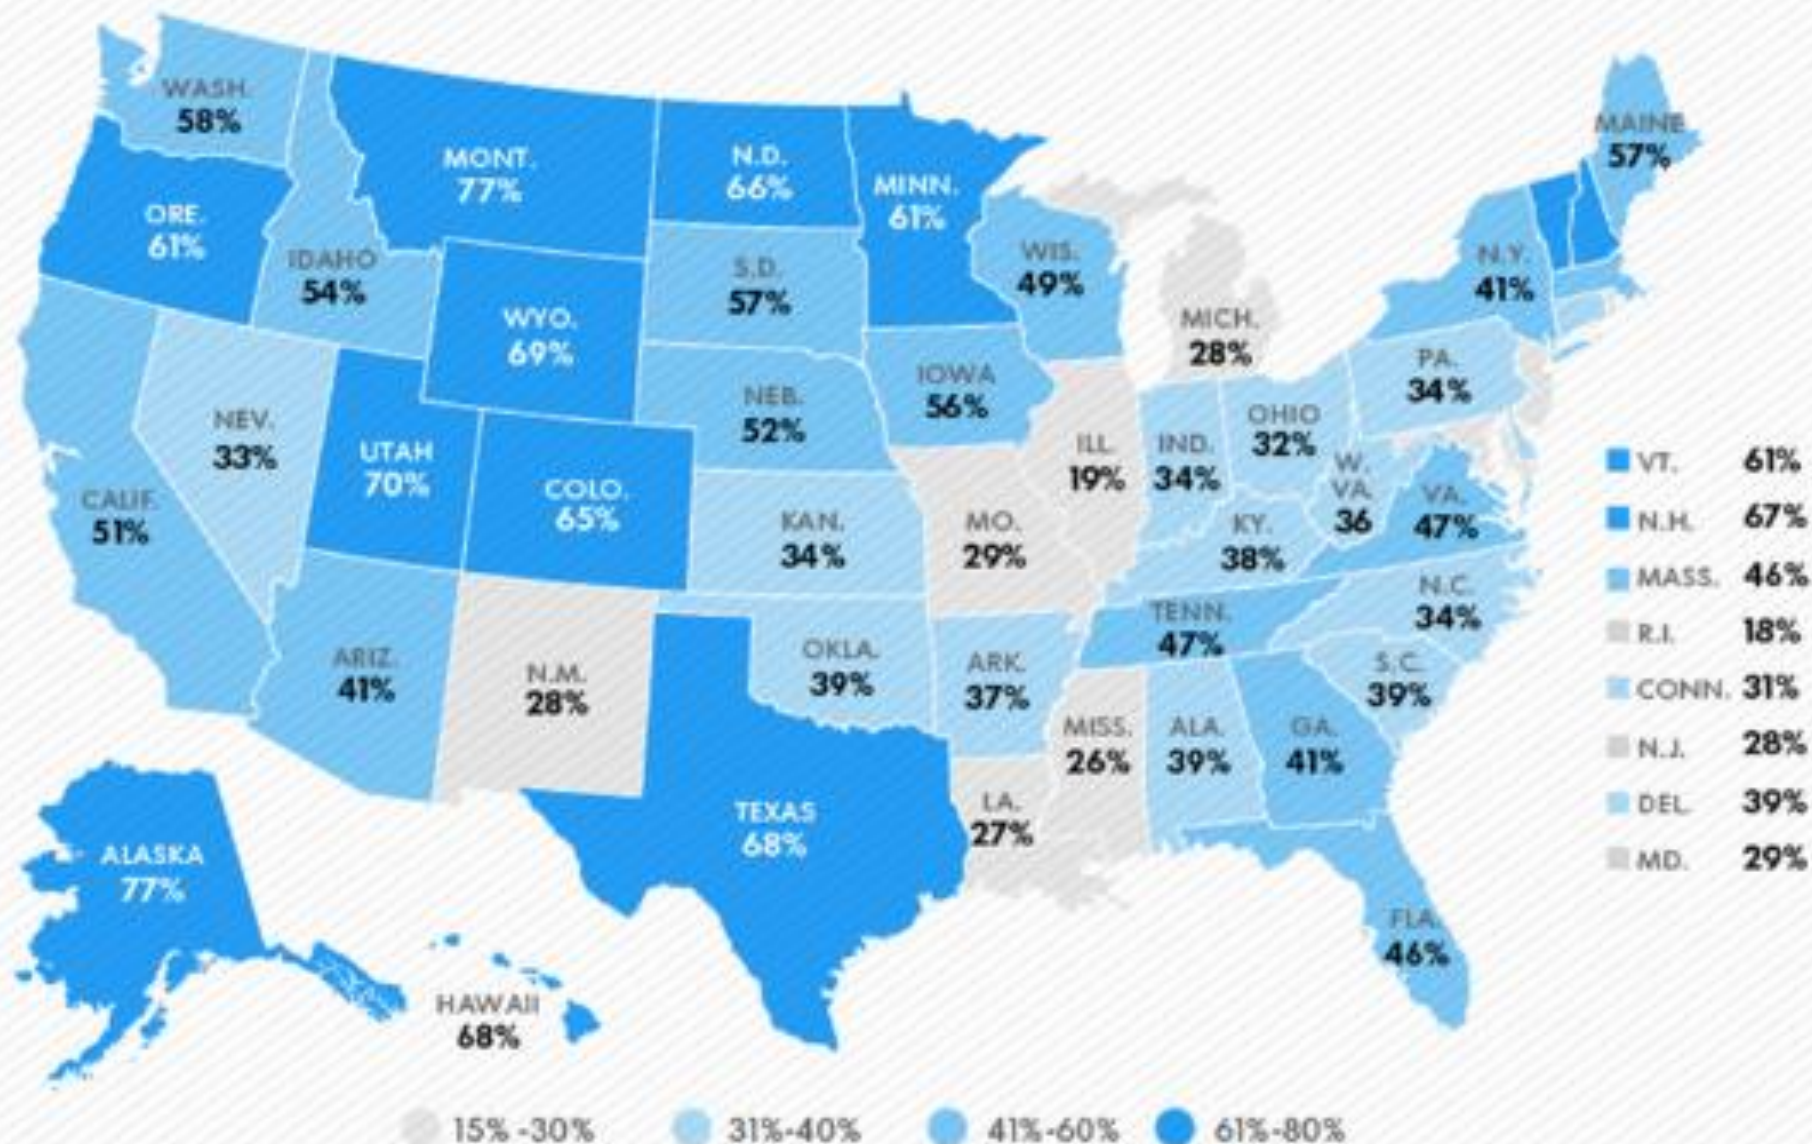 WASH.
58%
ORE.
61%
IDAHO
54%
MONT.
77%
N.D.
66%
MINN.
61%
WYO.
69%
S.D.
57%
WIS.
49%
MICH.
28%
MAINE
57%
N.Y.
41%
NEV.
33%
CALIF.
51%
UTAH
70%
COLO.
65%
NEB.
52%
IOWA
56%
ILL.
19%
IND.
34%
OHIO
32%
PA.
34%
KAN.
34%
MO.
29%
KY.
38%
W.
VA.
36
VA.
47%
N.C.
34%
TENN.
47%
S.C.
39%
ARIZ.
41%
N.M.
28%
OKLA.
39%
ARK.
37%
MISS.
26%
ALA.
39%
GA.
41%
LA.
27%
TEXAS
68%
FLA.
46%
ALASKA
77%
HAWAII
68%
VT. 61%
N.H. 67%
MASS. 46%
R.I. 18%
CONN. 31%
N.J. 28%
DEL. 39%
MD. 29%
15%-30% 31%-40% 41%-60% 61%-80%